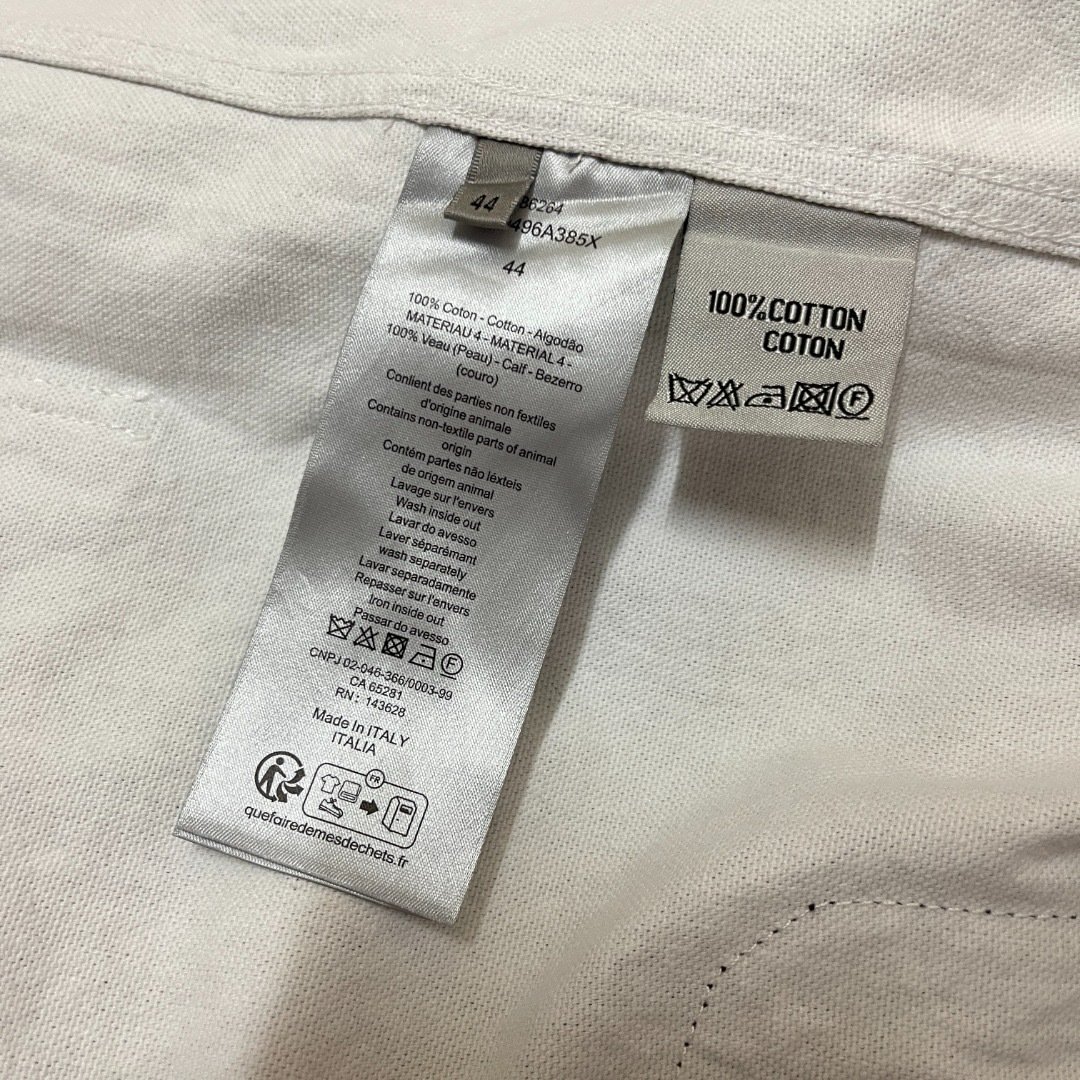 44
86264
496A385X
44
100% Coton - Cotton - Algodão
MATERIAU 4 - MATERIAL 4 -
100% Veau (Peau) - Calf - Bezerro
(couro)
Conlient des parties non fextiles
d'origine animale
Contains non-textile parts of animal
origin
Contém partes não léxteis
de origem animal
Lavage sur l'envers
Wash inside out
Lavar do avesso
Laver séparémant
wash separately
Lavar separadamente
Repasser sur l'envers
Iron inside out
Passar do avesso
F
CNPJ 02-046-366/0003-99
CA 65281
RN: 143628
Made In ITALY
ITALIA
FR
quefairedemesdechets.fr
100%COTTON
COTON
F